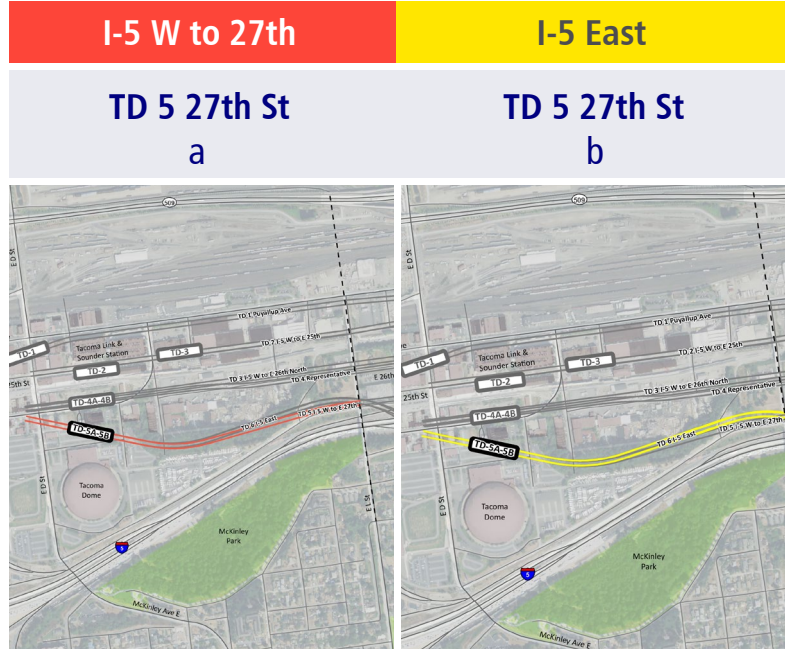 I-5 W to 27th
I-5 East
TD 5 27th St
a
TD 5 27th St
b
509
E D St
TD 1 Puyallup Ave
TD-1
Tacoma Link &
Sounder Station
TD-3
TD 2 I-5 W to E 25th
TD-2
25th St
TD 3 I-5 W to E 26th North
TD 4 Representative
E 26th
TD-4A-4B
TD-5A-5B
TD 6 I-5 East
TD 5 I-5 W to E 27th
E D St
Tacoma
Dome
E L St
McKinley
Park
5
McKinley Ave E
509
E D St
TD 1 Puyallup Ave
TD-1
Tacoma Link &
Sounder Station
TD-3
TD 2 I-5 W to E 25th
TD-2
25th St
TD 3 I-5 W to E 26th North
TD 4 Representative
TD-4A-4B
TD-5A-5B
TD 6 I-5 East
TD 5 I-5 W to E 27th
E D St
Tacoma
Dome
McKinley
Park
5
McKinley Ave E